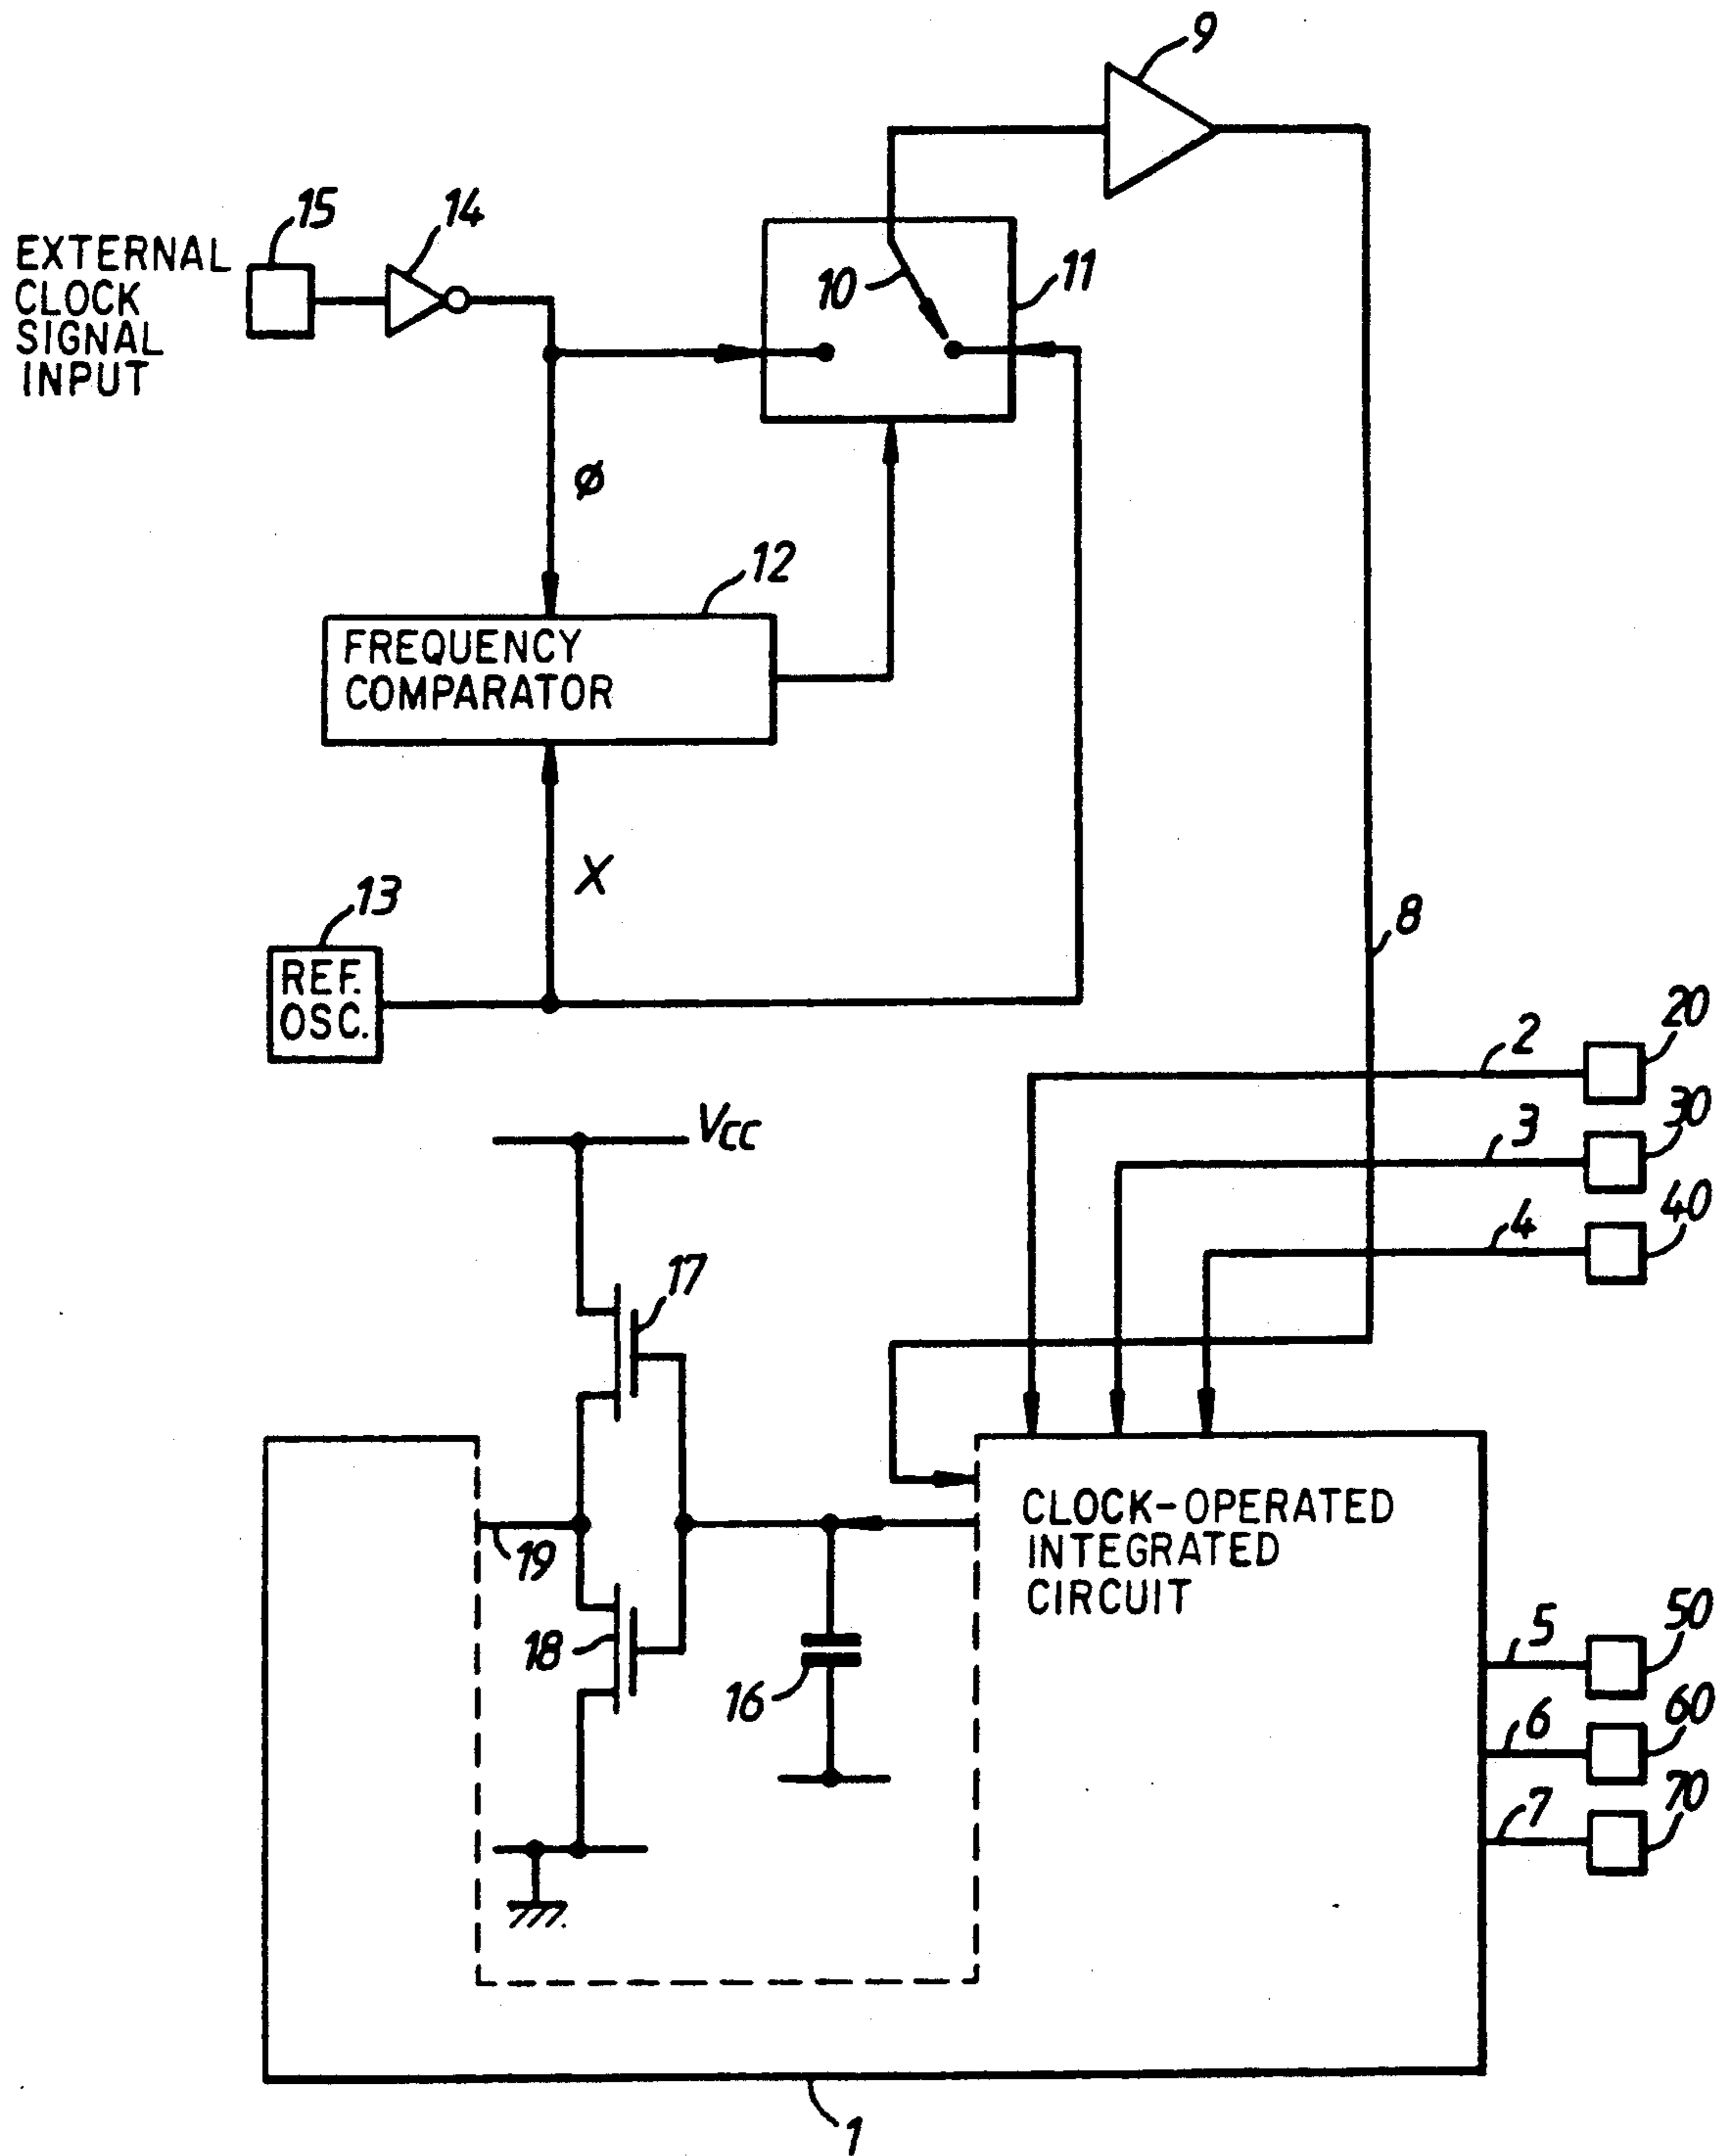 9
15
14
EXTERNAL
CLOCK
SIGNAL
INPUT
10
11
ø
12
FREQUENCY
COMPARATOR
X
13
REF.
OSC.
8
20
2
30
3
VCC
40
4
17
CLOCK-OPERATED
INTEGRATED
CIRCUIT
19
18
16
5
50
6
60
7
70
1